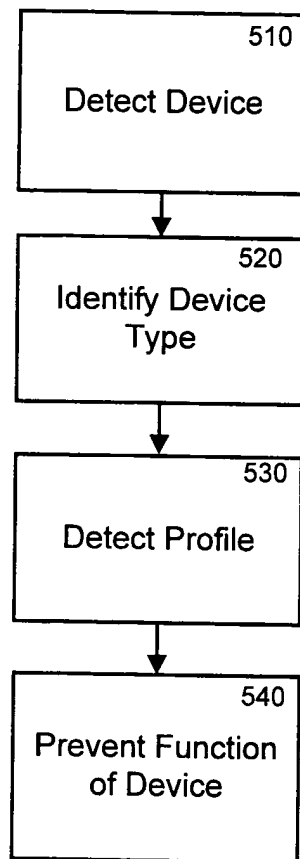 510
Detect Device
520
Identify Device
Type
530
Detect Profile
540
Prevent Function
of Device